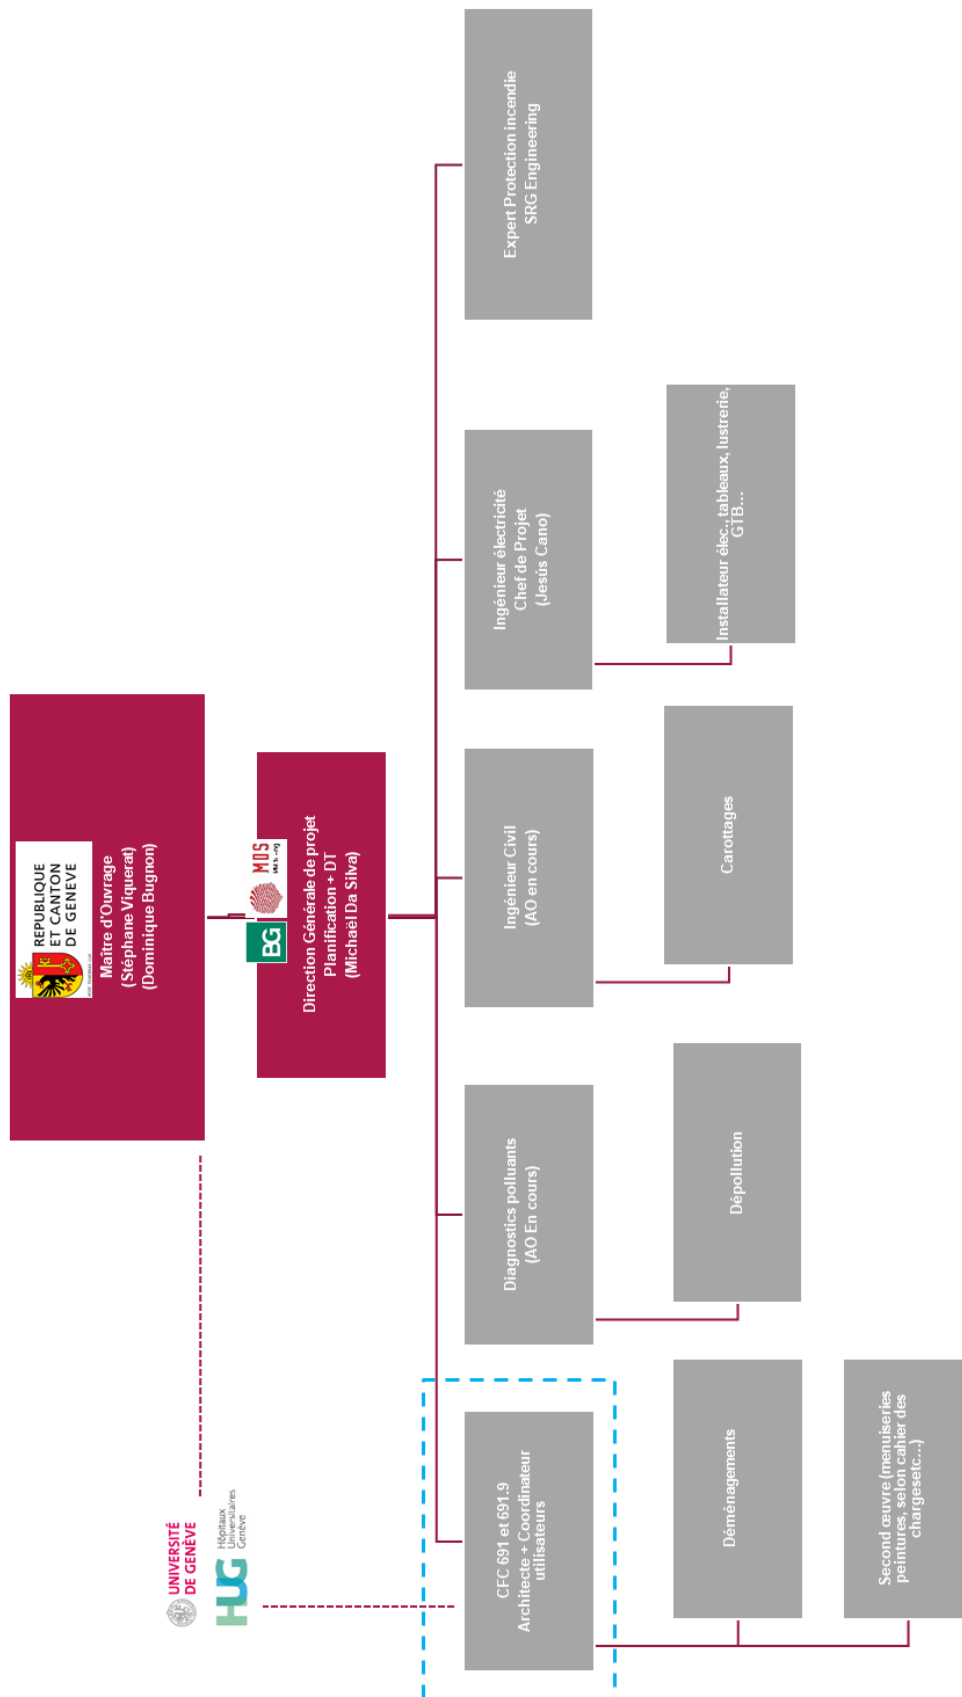 REPUBLIQUE
ET CANTON
DE GENEVE
Maître d'Ouvrage
(Stéphane Viquerat)
(Dominique Bugnon)
UNIVERSITÉ
DE GENÈVE
HUG
Hôpitaux
Universitaires
Genève
BG
MDS
Direction Générale de projet
Planification + DT
(Michaël Da Silva)
CFC 691 et 691.9
Architecte + Coordinateur
utilisateurs
Diagnostics polluants
(AO En cours)
Ingénieur Civil
(AO en cours)
Ingénieur électricité
Chef de Projet
(Jesús Cano)
Expert Protection incendie
SRG Engineering
Déménagements
Dépollution
Carottages
Installateur élec., tableaux, lustrerie,
GTB...
Second œuvre (menuiseries
peintures, selon cahier des
chargesetc...)